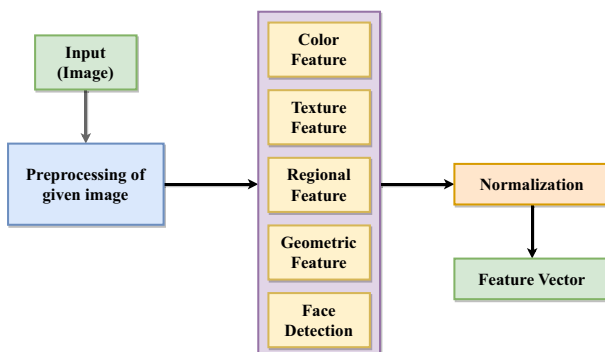 Input
(Image)
Preprocessing of
given image
Color
Feature
Texture
Feature
Regional
Feature
Geometric
Feature
Face
Detection
Normalization
Feature Vector